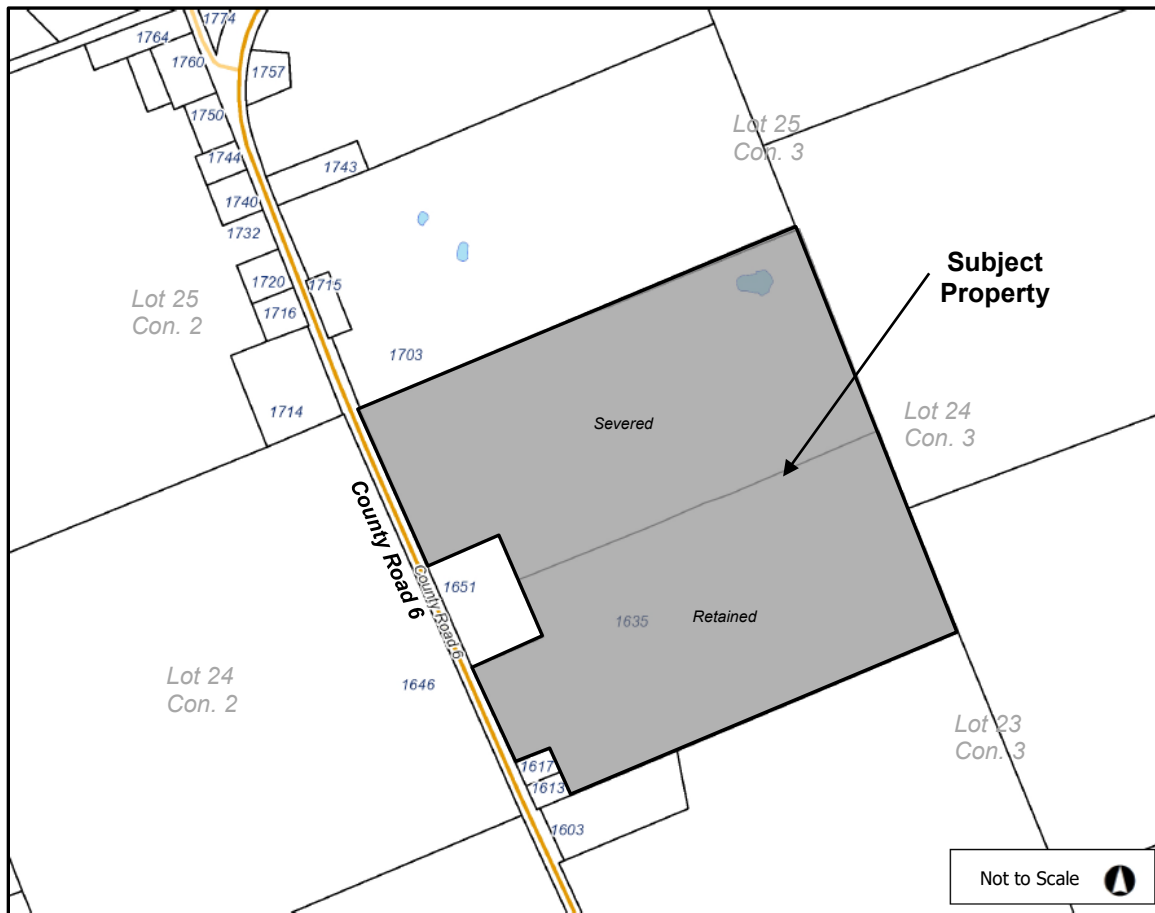 1774
1764
1760
1757
1750
1744
1743
1740
1732
1720
1715
1716
1703
1714
Lot 25
Con. 3
Lot 25
Con. 2
Subject
Property
Severed
Lot 24
Con. 3
County Road 6
County Road 6
1651
1635
Retained
1646
Lot 24
Con. 2
Lot 23
Con. 3
1617
1613
1603
Not to Scale